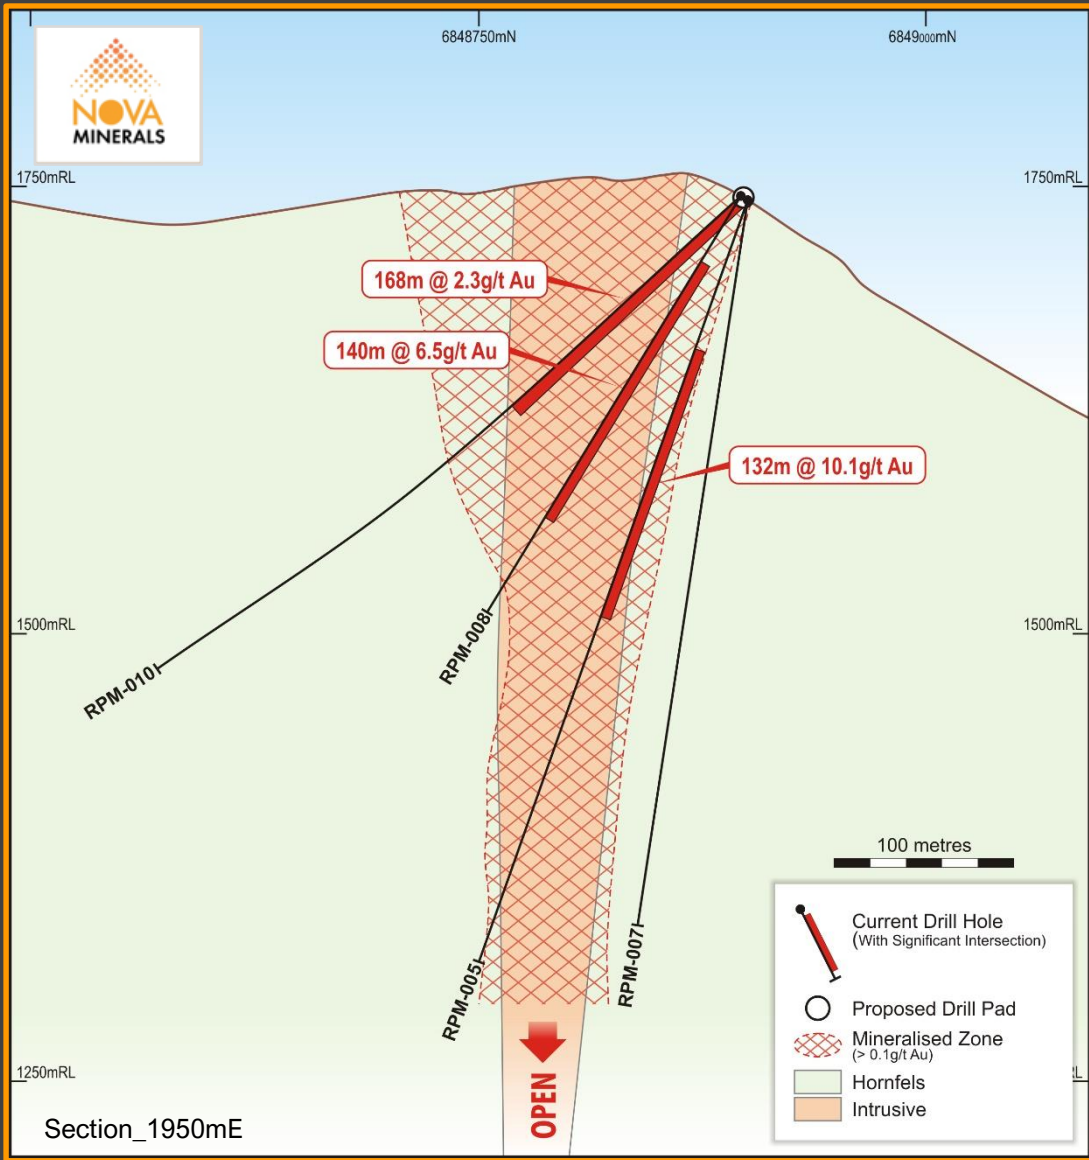 6848750mN
6849000mN
NOVA
MINERALS
1750mRL
1750mRL
168m @ 2.3g/t Au
140m @ 6.5g/t Au
132m @ 10.1g/t Au
1500mRL
1500mRL
RPM-008
RPM-010
100 metres
RPM-005
RPM-007
Current Drill Hole
(With Significant Intersection)
Proposed Drill Pad
Mineralised Zone
(> 0.1g/t Au)
Hornfels
Intrusive
1250mRL
OPEN
Section_1950mE